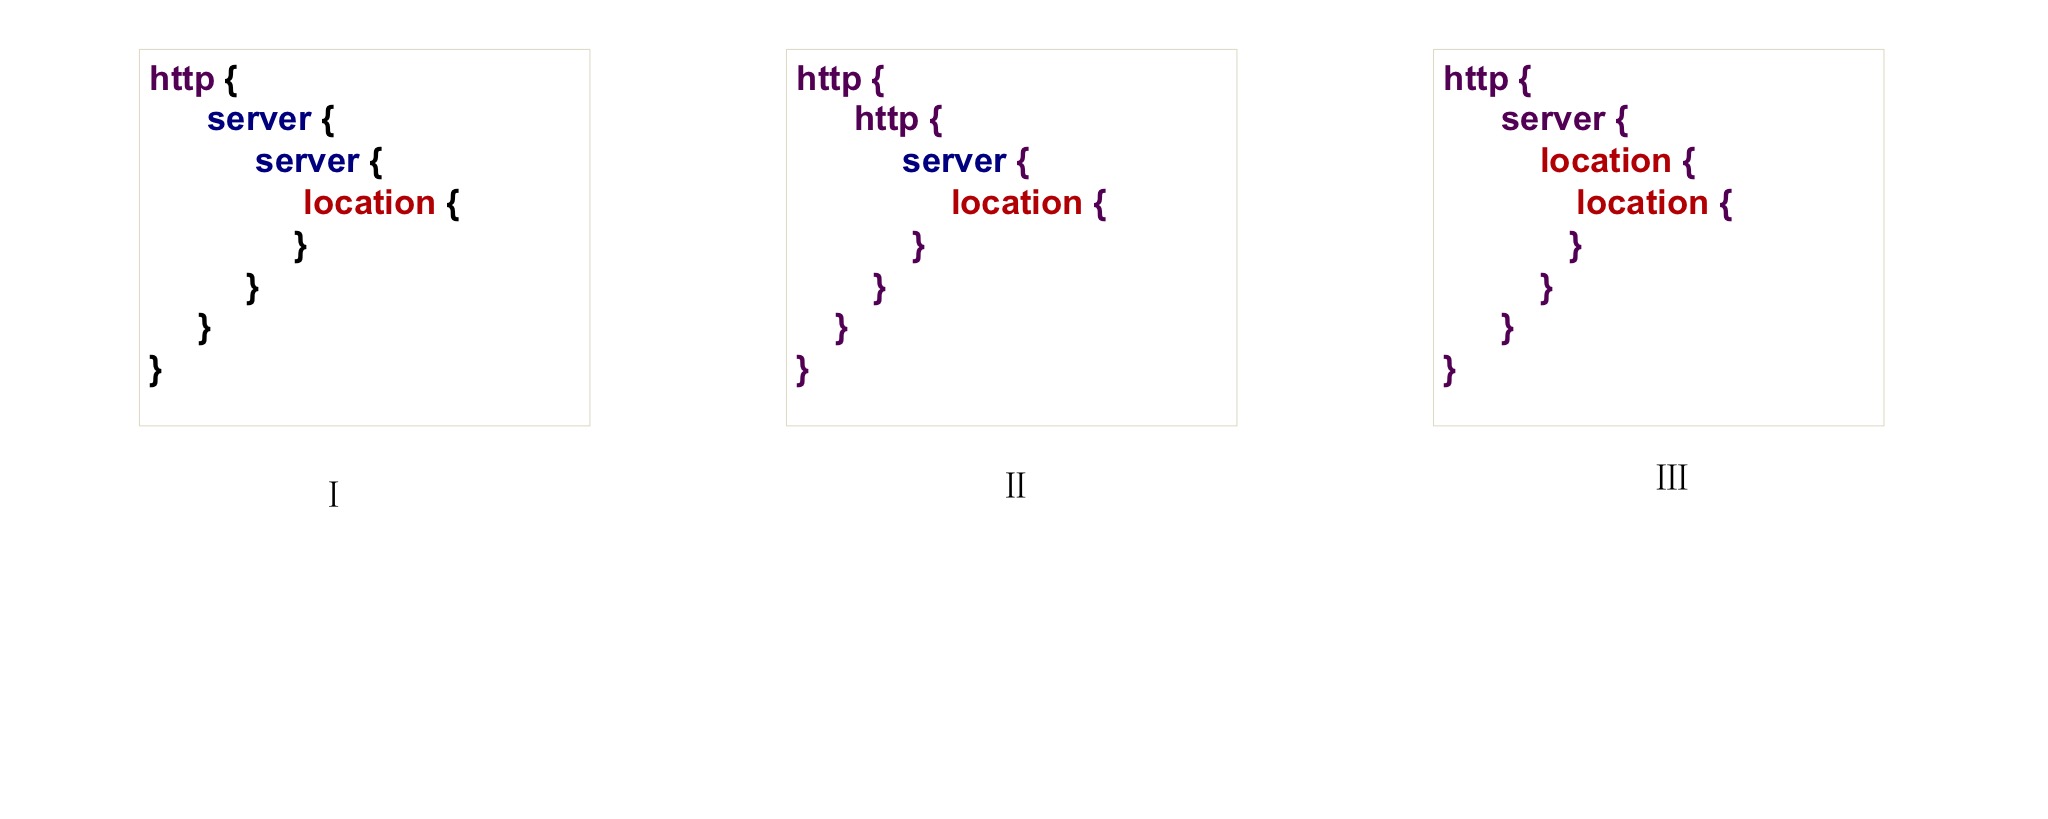 http {
server {
server {
location {
}
}
}
}
I
http {
http {
server {
location {
}
}
}
}
II
http {
server {
location {
location {
}
}
}
}
III